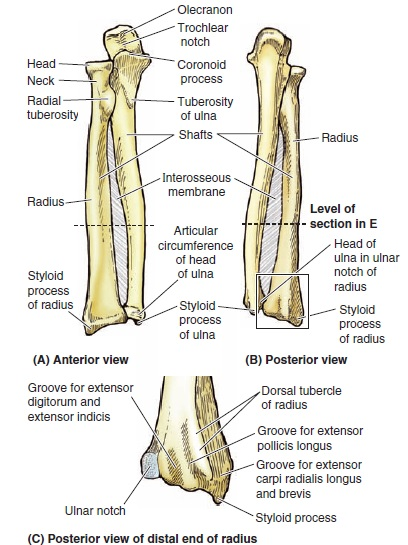 Olecranon
Trochlear
notch
Head
Neck
Radial
tuberosity
Coronoid
process
Tuberosity
of ulna
Shafts
Radius
Interosseous
membrane
Radius
Level of
section in E
Articular
circumference
of head
of ulna
Head of
ulna in ulnar
notch of
radius
Styloid
process
of radius
Styloid
process
of ulna
Styloid
process
of radius
(A) Anterior view
(B) Posterior view
Groove for extensor
digitorum and
extensor indicis
Dorsal tubercle
of radius
Groove for extensor
pollicis longus
Groove for extensor
carpi radialis longus
and brevis
Ulnar notch
Styloid process
(C) Posterior view of distal end of radius